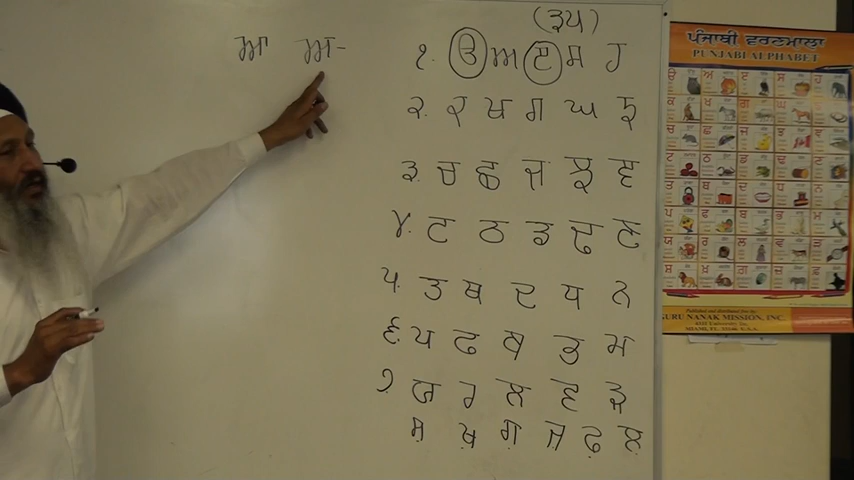 (੩੫)
ਆ ਅ-
੧. ੳ ਅ ੲ ਸ ਹ
੨. ਕ ਖ ਗ ਘ ਙ
੩. ਚ ਛ ਜ ਝ ਞ
੪. ਟ ਠ ਡ ਢ ਣ
੫. ਤ ਥ ਦ ਧ ਨ
੬. ਪ ਫ ਬ ਭ ਮ
੭. ਯ ਰ ਲ ਵ ੜ
ਸ਼ ਖ਼ ਗ਼ ਜ਼ ਫ਼ ਲ਼
ਪੰਜਾਬੀ ਵਰਣਮਾਲਾ
PUNJABI ALPHABET
ੳ ਅ ੲ ਸ ਹ
ਕ ਖ ਗ ਘ ਙ
ਚ ਛ ਜ ਝ ਞ
ਟ ਠ ਡ ਢ ਣ
ਤ ਥ ਦ ਧ ਨ
ਪ ਫ ਬ ਭ ਮ
ਯ ਰ ਲ ਵ ੜ
ਸ਼ ਖ਼ ਗ਼ ਜ਼ ਫ਼
GURU NANAK MISSION, INC.